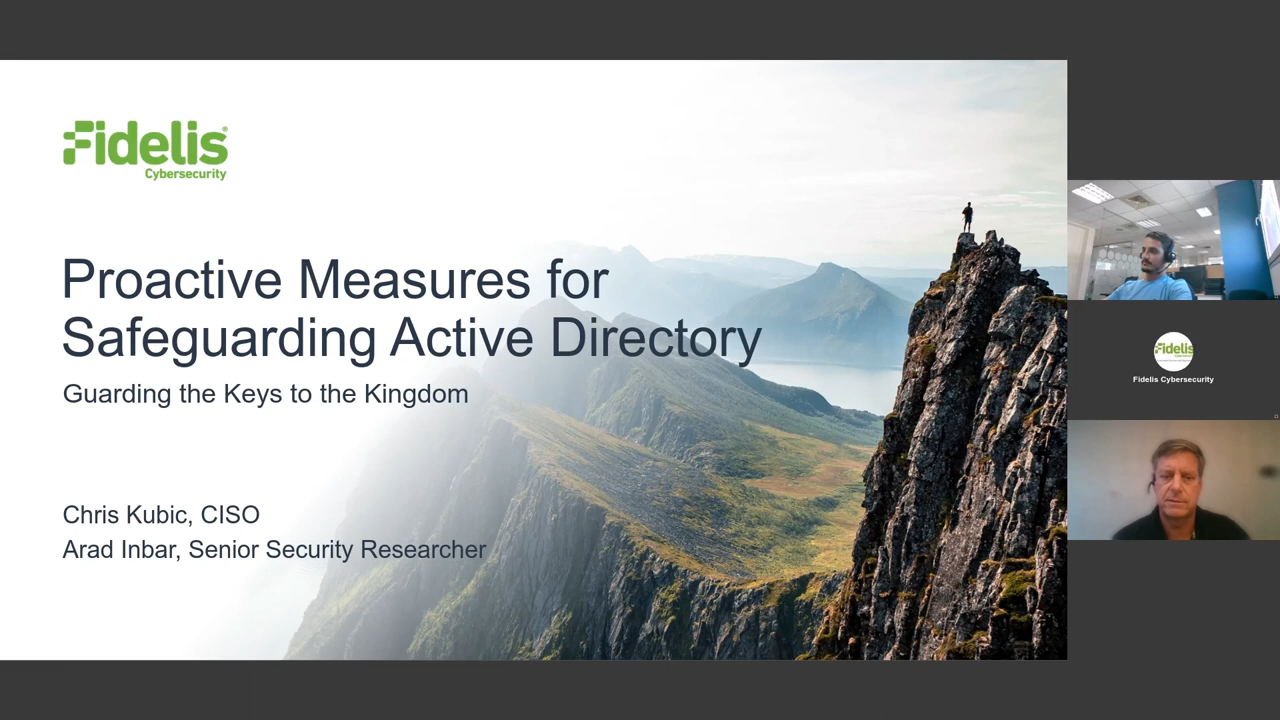 Fidelis
Cybersecurity
Proactive Measures for
Safeguarding Active Directory
Guarding the Keys to the Kingdom
Chris Kubic, CISO
Arad Inbar, Senior Security Researcher
Fidelis
Fidelis Cybersecurity